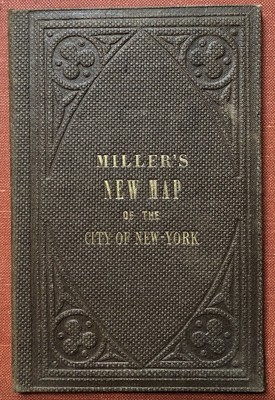 MILLER'S
NEW MAP
OF THE
CITY OF NEW-YORK